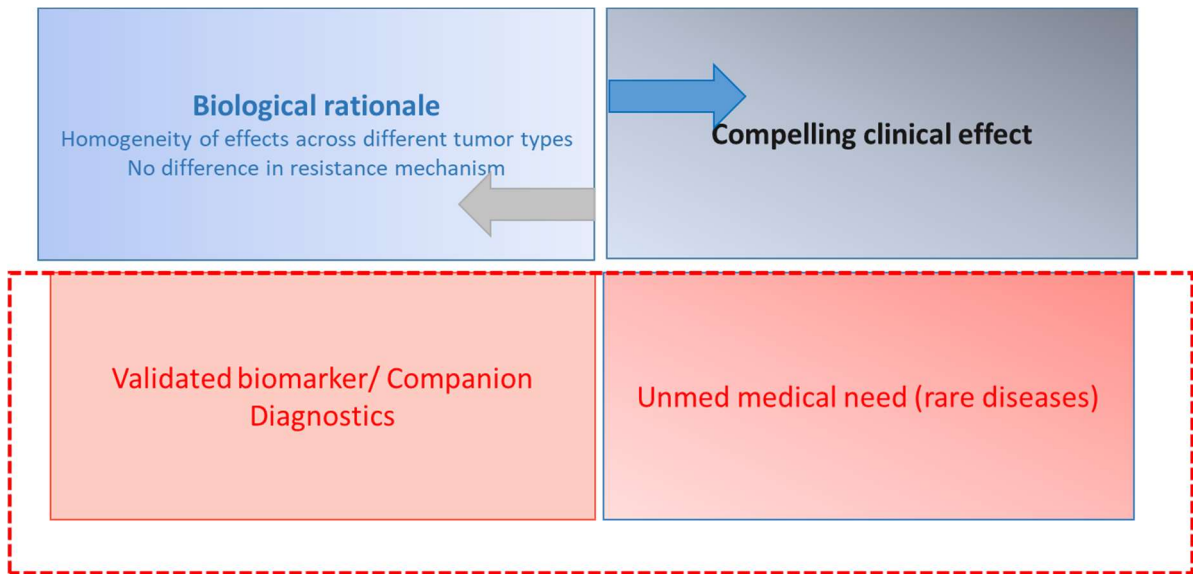 Biological rationale
Homogeneity of effects across different tumor types
No difference in resistance mechanism
Compelling clinical effect
Validated biomarker/ Companion
Diagnostics
Unmed medical need (rare diseases)